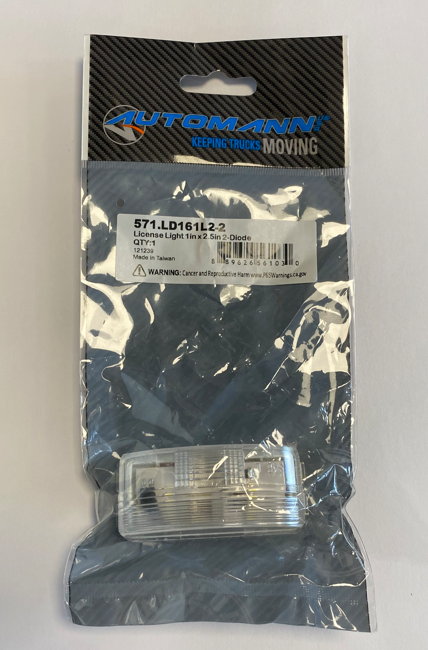 AUTOMANN
KEEPING TRUCKS MOVING
571.LD161L2-2
License Light 1in x 2.5in 2-Diode
QTY:1
121239
Made in Taiwan
WARNING: Cancer and Reproductive Harm www.P65Warnings.ca.gov